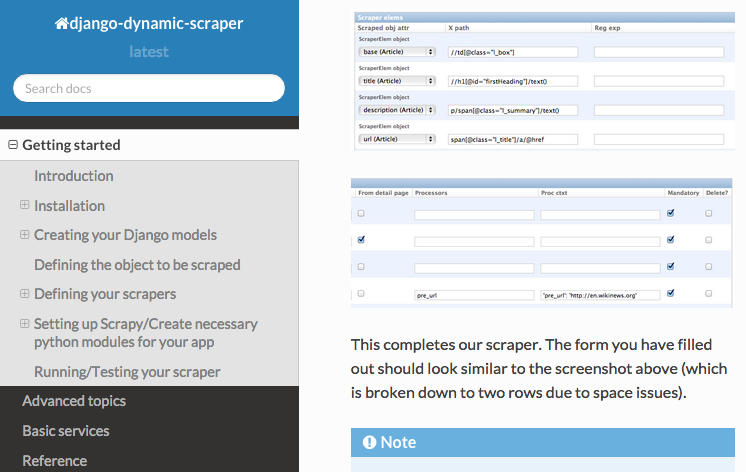 django-dynamic-scraper
latest
Search docs
Getting started
Introduction
Installation
Creating your Django models
Defining the object to be scraped
Defining your scrapers
Setting up Scrapy/Create necessary
python modules for your app
Running/Testing your scraper
Advanced topics
Basic services
Reference
Scraper elems
Scraped obj attr X path Reg exp
ScraperElem object
base (Article) //td[@class="l_box"]
ScraperElem object
title (Article) //h1[@id="firstHeading"]/text()
ScraperElem object
description (Article) p/span[@class="l_summary"]/text()
ScraperElem object
url (Article) span[@class="l_title"]/a/@href
From detail page Processors Proc ctxt Mandatory Delete?
pre_url "pre_url": "http://en.wikinews.org"
This completes our scraper. The form you have filled
out should look similar to the screenshot above (which
is broken down to two rows due to space issues).
Note